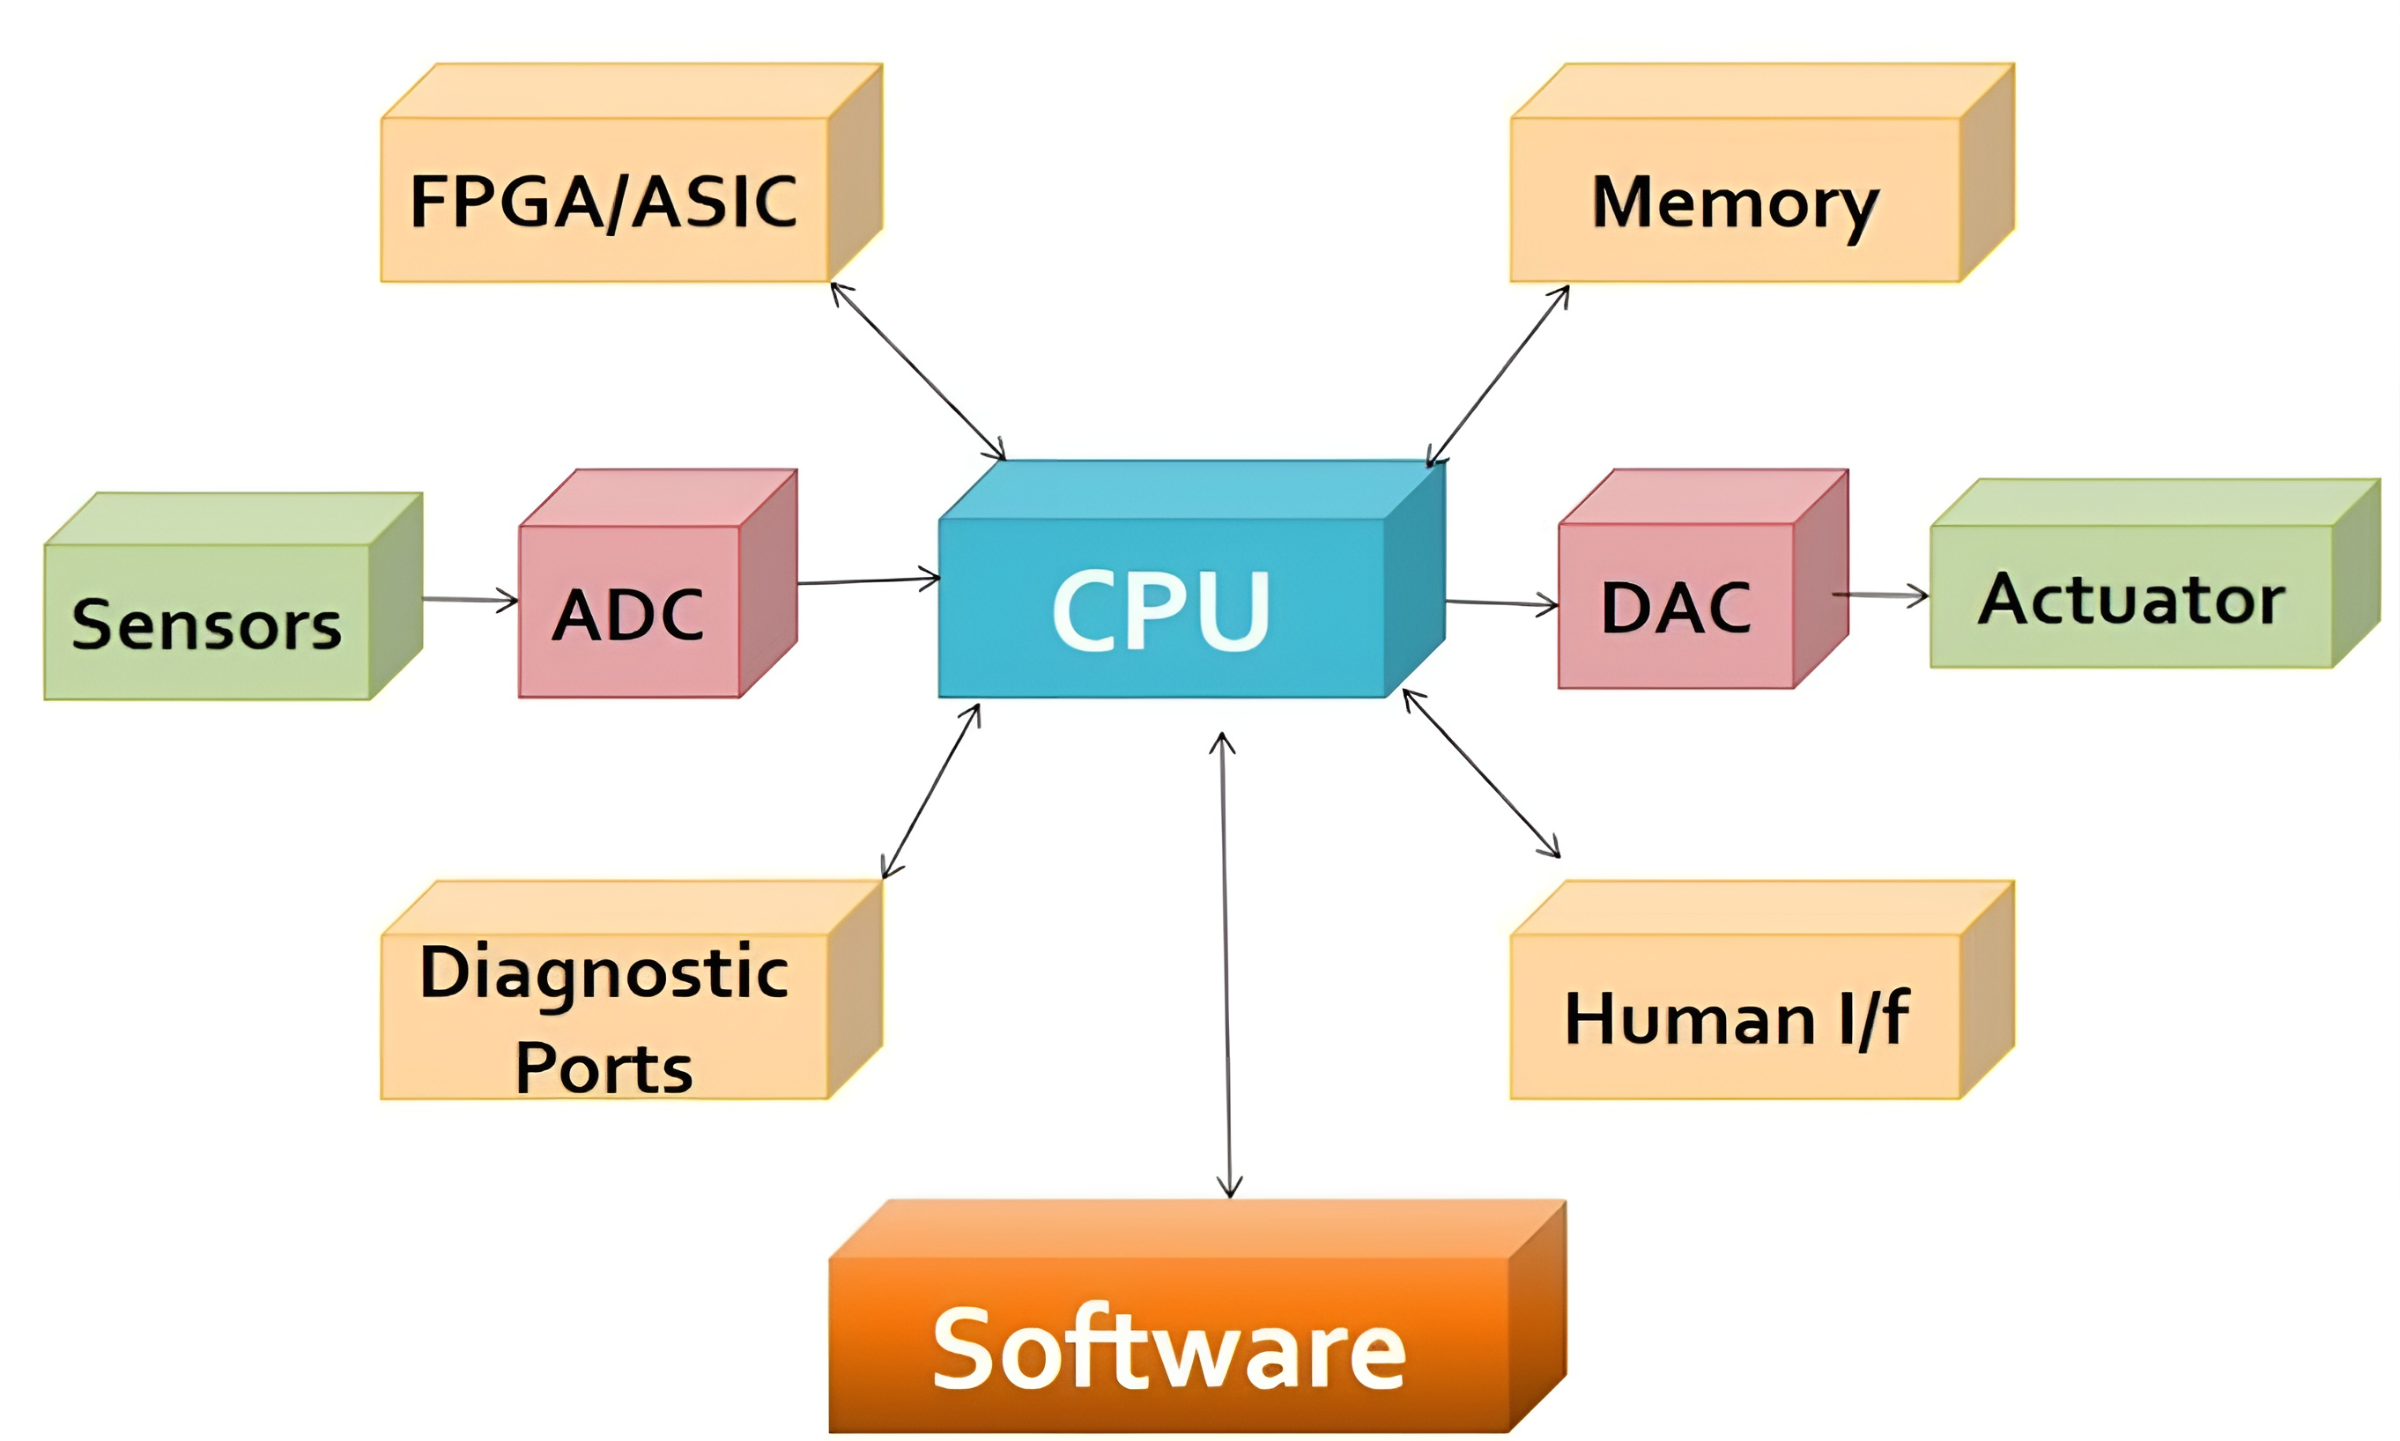 FPGA/ASIC
Memory
Sensors
ADC
CPU
DAC
Actuator
Diagnostic
Ports
Human I/f
Software